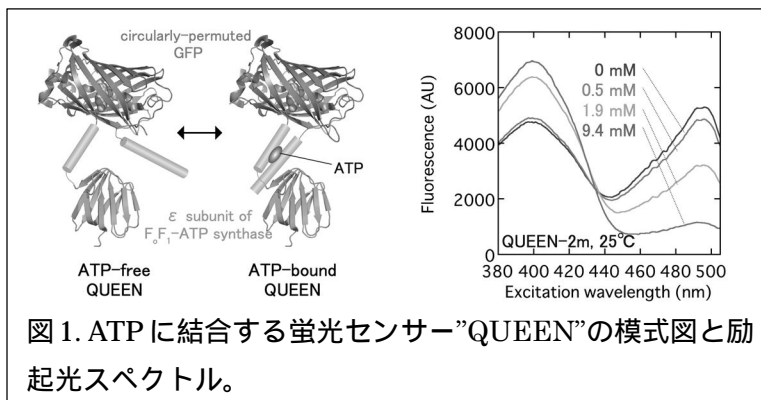 circularly-permuted
GFP
ATP
ε subunit of
FoF1-ATP synthase
ATP-free
QUEEN
ATP-bound
QUEEN
8000
6000
4000
2000
0
Fluorescence (AU)
0 mM
0.5 mM
1.9 mM
9.4 mM
QUEEN-2m, 25℃
380 400 420 440 460 480 500
Excitation wavelength (nm)
図1. ATPに結合する蛍光センサー”QUEEN”の模式図と励
起光スペクトル。